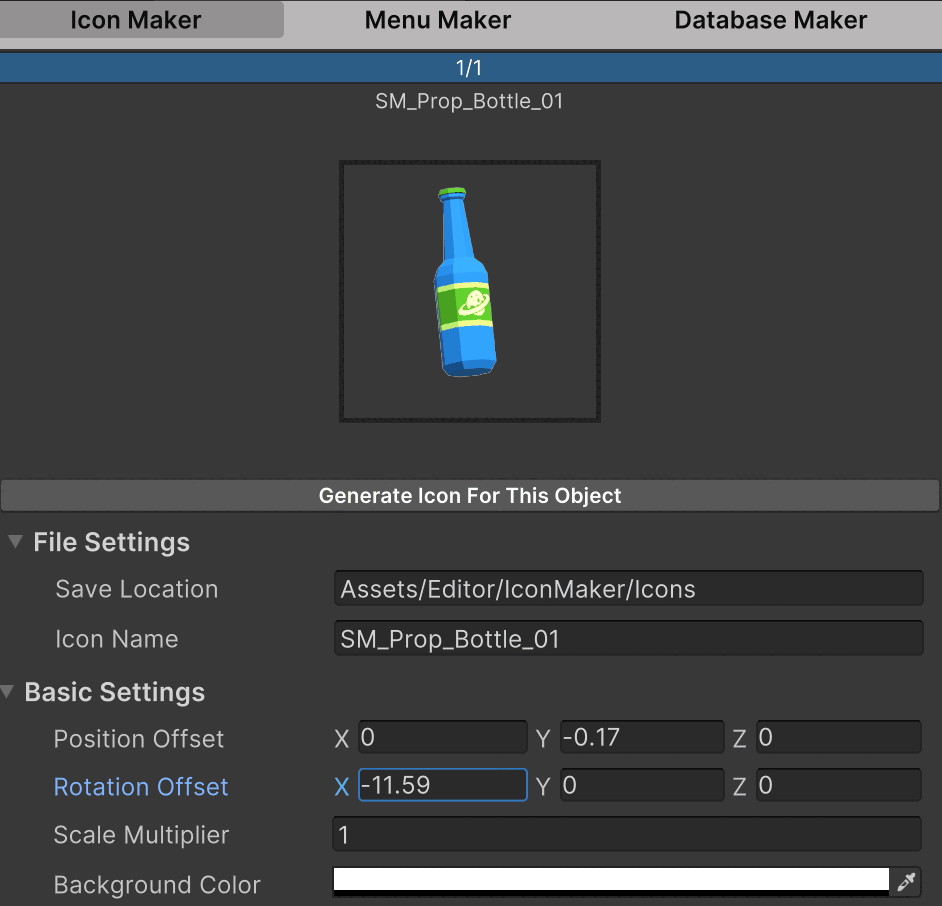 Icon Maker Menu Maker Database Maker
1/1
SM_Prop_Bottle_01
Generate Icon For This Object
File Settings
Save Location Assets/Editor/IconMaker/Icons
Icon Name SM_Prop_Bottle_01
Basic Settings
Position Offset X 0 Y -0.17 Z 0
Rotation Offset X -11.59 Y 0 Z 0
Scale Multiplier 1
Background Color